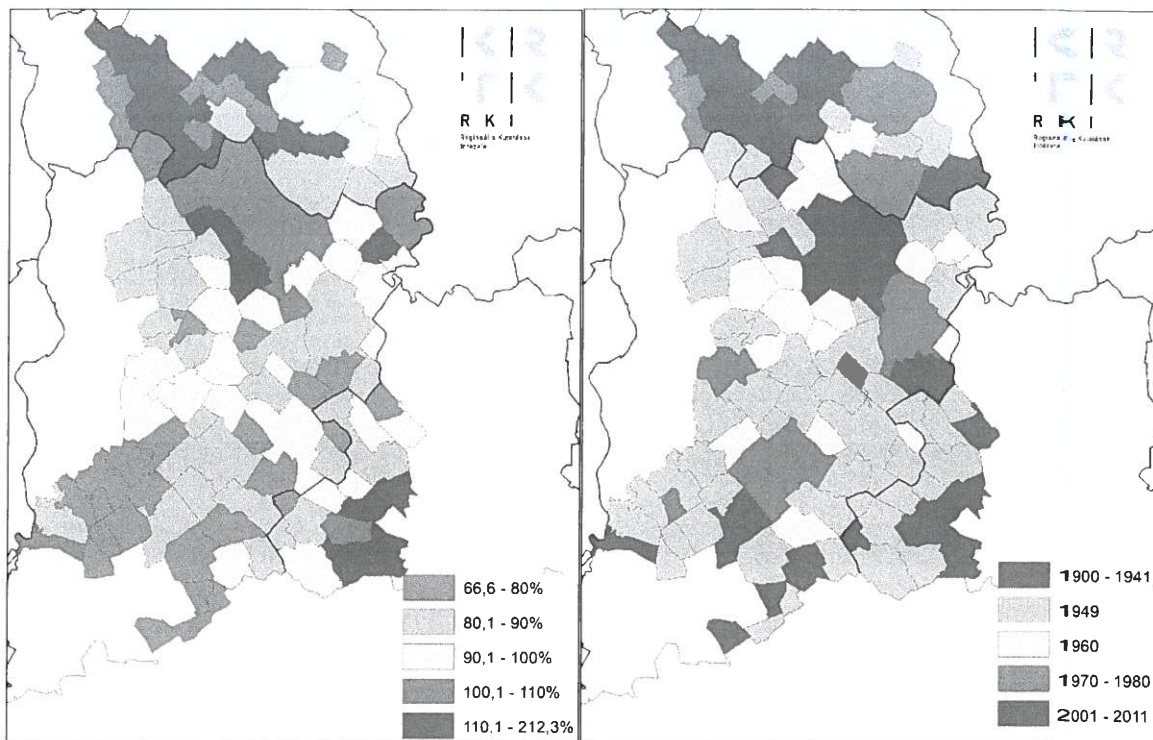 R K I
66,6 - 80%
80,1 - 90%
90,1 - 100%
100,1 - 110%
110,1 - 212,3%
R K I
1900 - 1941
1949
1960
1970 - 1980
2001 - 2011